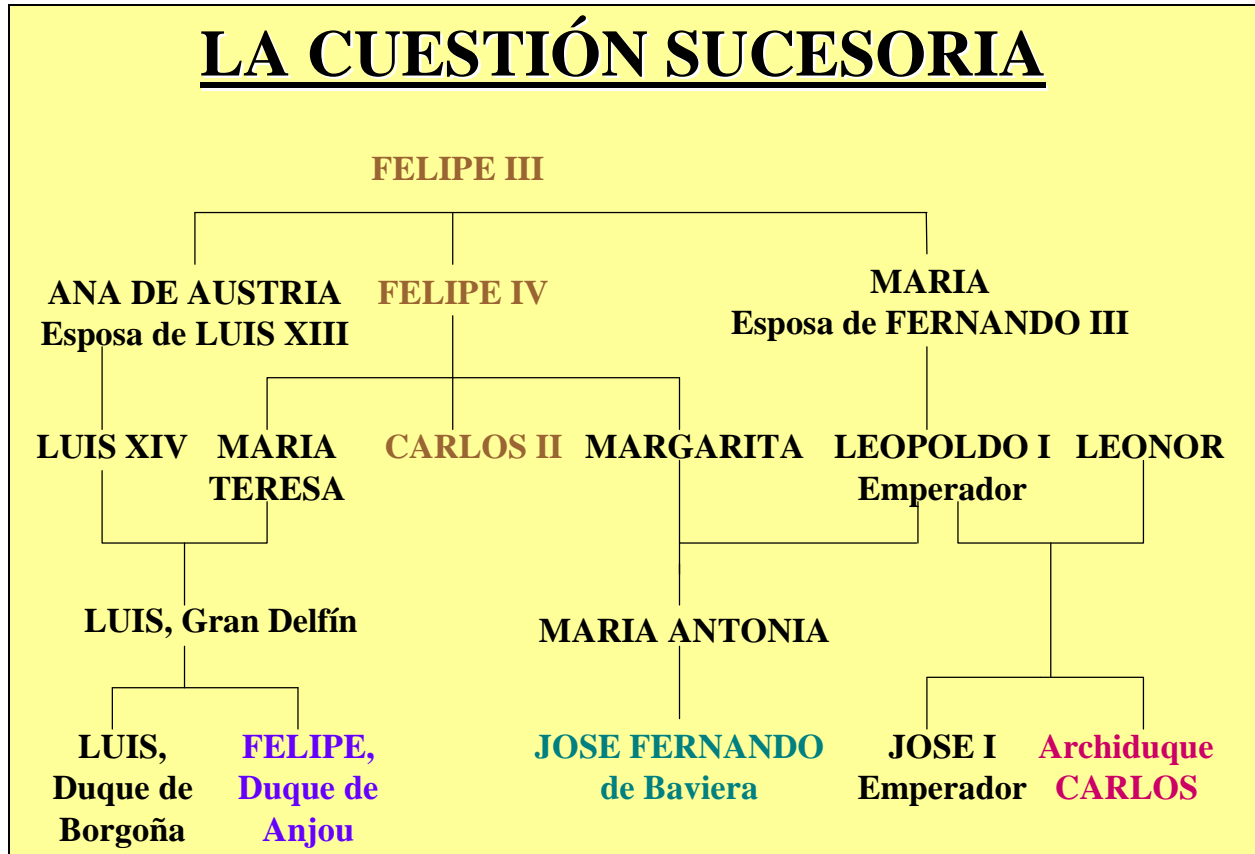 LA CUESTIÓN SUCESORIA
FELIPE III
ANA DE AUSTRIA
Esposa de LUIS XIII
FELIPE IV
MARIA
Esposa de FERNANDO III
LUIS XIV
MARIA
TERESA
CARLOS II
MARGARITA
LEOPOLDO I
Emperador
LEONOR
LUIS, Gran Delfín
MARIA ANTONIA
LUIS,
Duque de
Borgoña
FELIPE,
Duque de
Anjou
JOSE FERNANDO
de Baviera
JOSE I
Emperador
Archiduque
CARLOS